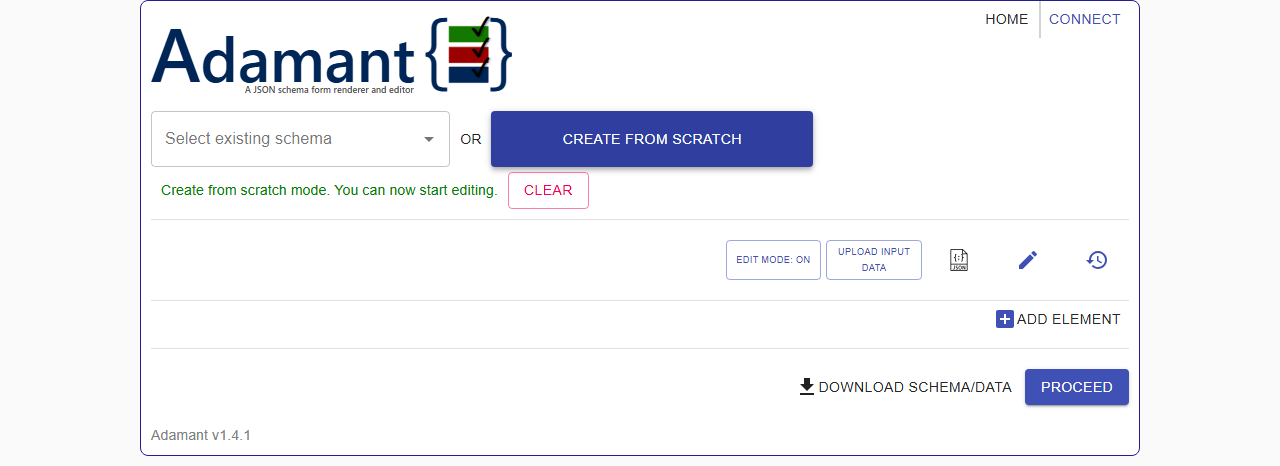 HOME
CONNECT
Adamant
A JSON schema form renderer and editor
Select existing schema
OR
CREATE FROM SCRATCH
Create from scratch mode. You can now start editing.
CLEAR
EDIT MODE: ON
UPLOAD INPUT
DATA
{:}
JSON
ADD ELEMENT
DOWNLOAD SCHEMA/DATA
PROCEED
Adamant v1.4.1